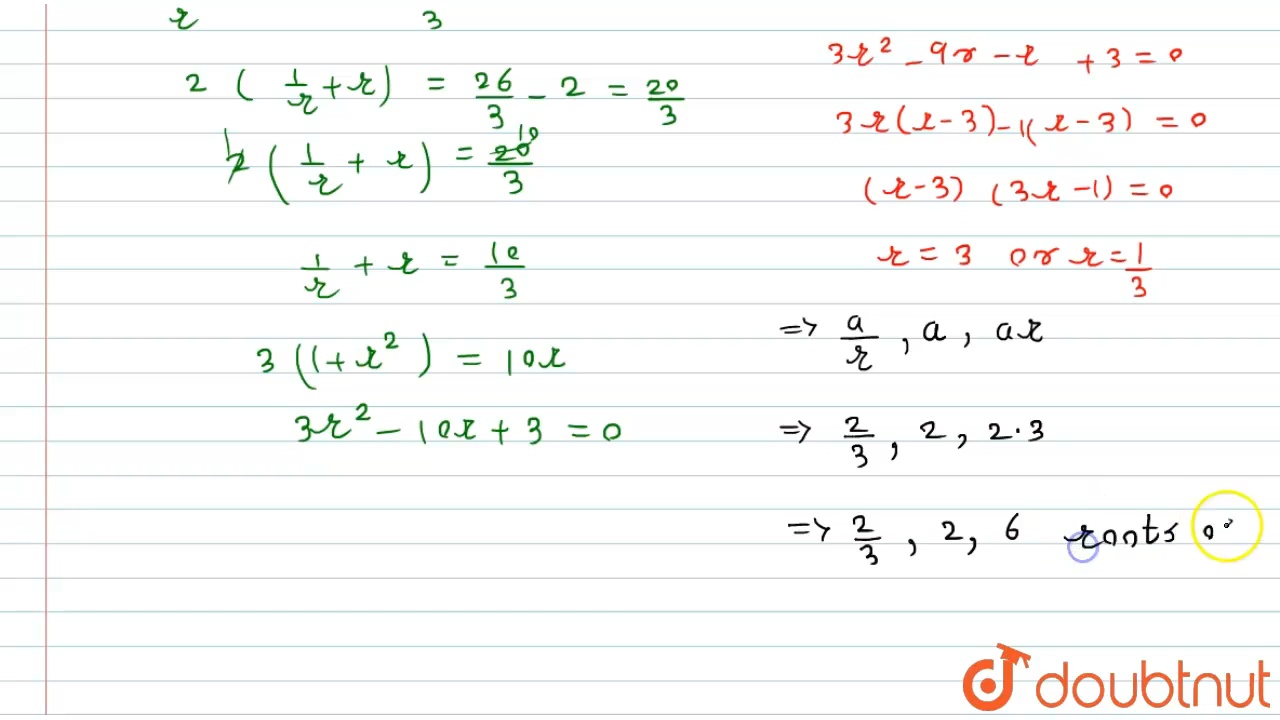 r 3
2 ( 1/r + r ) = 26/3 - 2 = 20/3
1 10
2 ( 1/r + r ) = 20/3
1/r + r = 10/3
3 ( (1 + r² ) = 10r
3r² - 10r + 3 = 0
3r² - 9r - r + 3 = 0
3r (r - 3) - 1 ( r - 3 ) = 0
(r - 3) (3r - 1) = 0
r = 3 or r = 1/3
=> a/r , a , ar
=> 2/3 , 2 , 2 · 3
=> 2/3 , 2 , 6 roots o
doubtnut